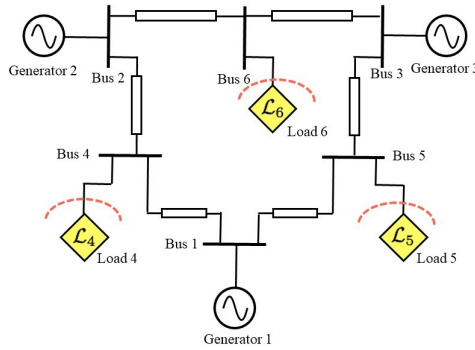 Generator 2
Bus 2
Bus 6
Bus 3
Generator 3
ℒ6
Load 6
Bus 4
Bus 5
ℒ4
Load 4
Bus 1
ℒ5
Load 5
Generator 1